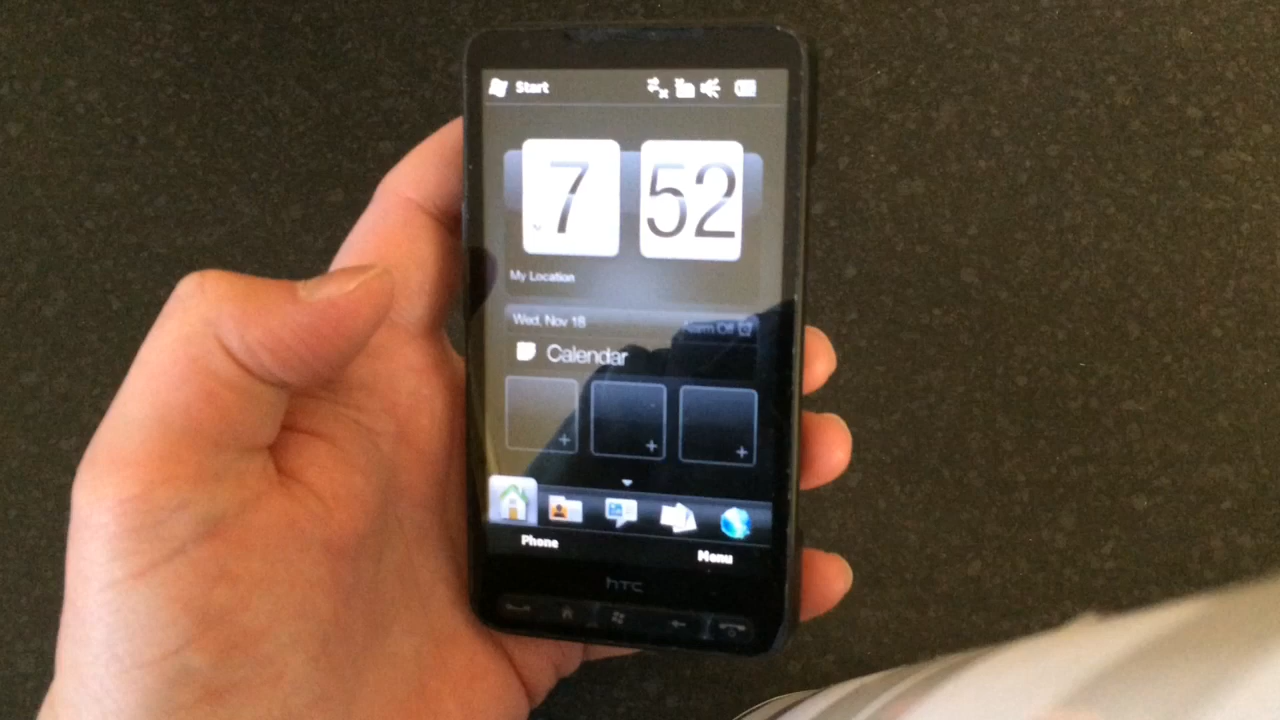 Start
7 52
My Location
Wed, Nov 18
Alarm Off
Calendar
Phone
Menu
hTC